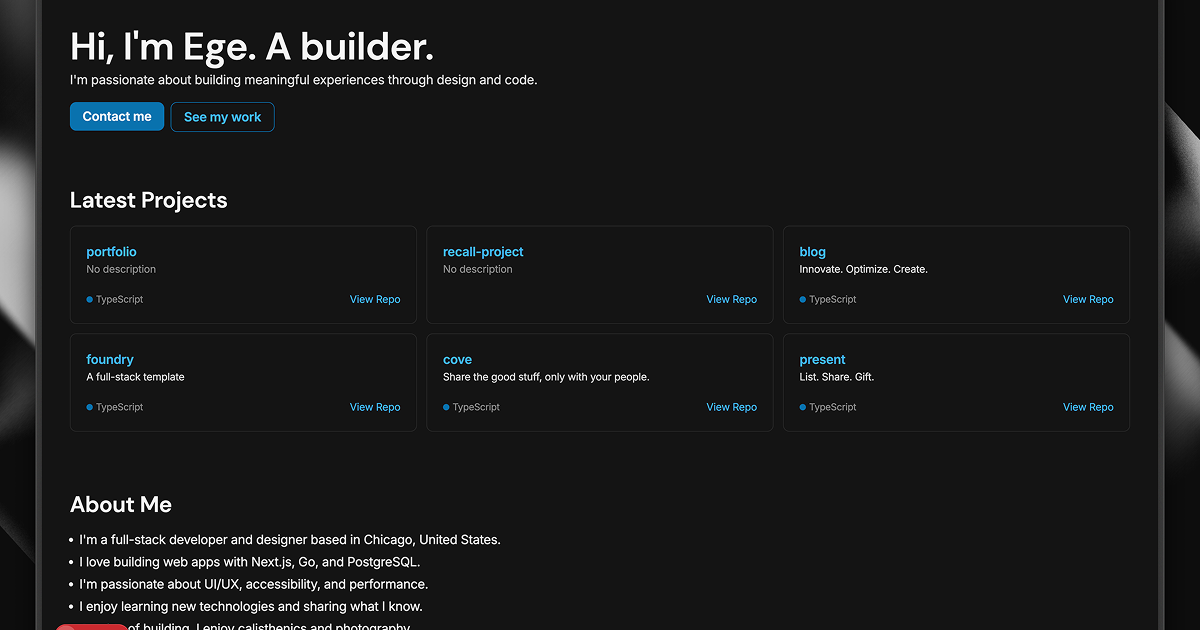 Hi, I'm Ege. A builder.
I'm passionate about building meaningful experiences through design and code.
Contact me
See my work
Latest Projects
portfolio
No description
TypeScript
View Repo
recall-project
No description
View Repo
blog
Innovate. Optimize. Create.
TypeScript
View Repo
foundry
A full-stack template
TypeScript
View Repo
cove
Share the good stuff, only with your people.
TypeScript
View Repo
present
List. Share. Gift.
TypeScript
View Repo
About Me
• I'm a full-stack developer and designer based in Chicago, United States.
• I love building web apps with Next.js, Go, and PostgreSQL.
• I'm passionate about UI/UX, accessibility, and performance.
• I enjoy learning new technologies and sharing what I know.
of building, I enjoy calisthenics and photography.